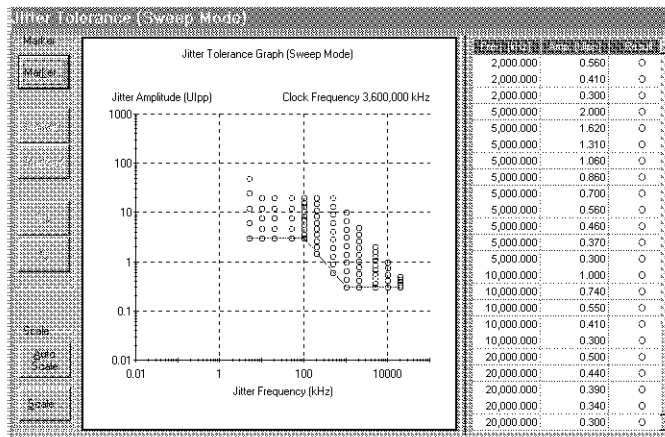 Jitter Tolerance (Sweep Mode)
Marker
Marker
Scale
Auto
Scale
Scale
Jitter Tolerance Graph (Sweep Mode)
Jitter Amplitude (UIpp)
Clock Frequency 3,600,000 kHz
1000
100
10
1
0.1
0.01
0.01
1
100
10000
Jitter Frequency (kHz)
2,000.000 0.560 O
2,000.000 0.410 O
2,000.000 0.300 O
5,000.000 2.000 O
5,000.000 1.620 O
5,000.000 1.310 O
5,000.000 1.060 O
5,000.000 0.860 O
5,000.000 0.700 O
5,000.000 0.560 O
5,000.000 0.460 O
5,000.000 0.370 O
5,000.000 0.300 O
10,000.000 1.000 O
10,000.000 0.740 O
10,000.000 0.550 O
10,000.000 0.410 O
10,000.000 0.300 O
20,000.000 0.500 O
20,000.000 0.440 O
20,000.000 0.390 O
20,000.000 0.340 O
20,000.000 0.300 O